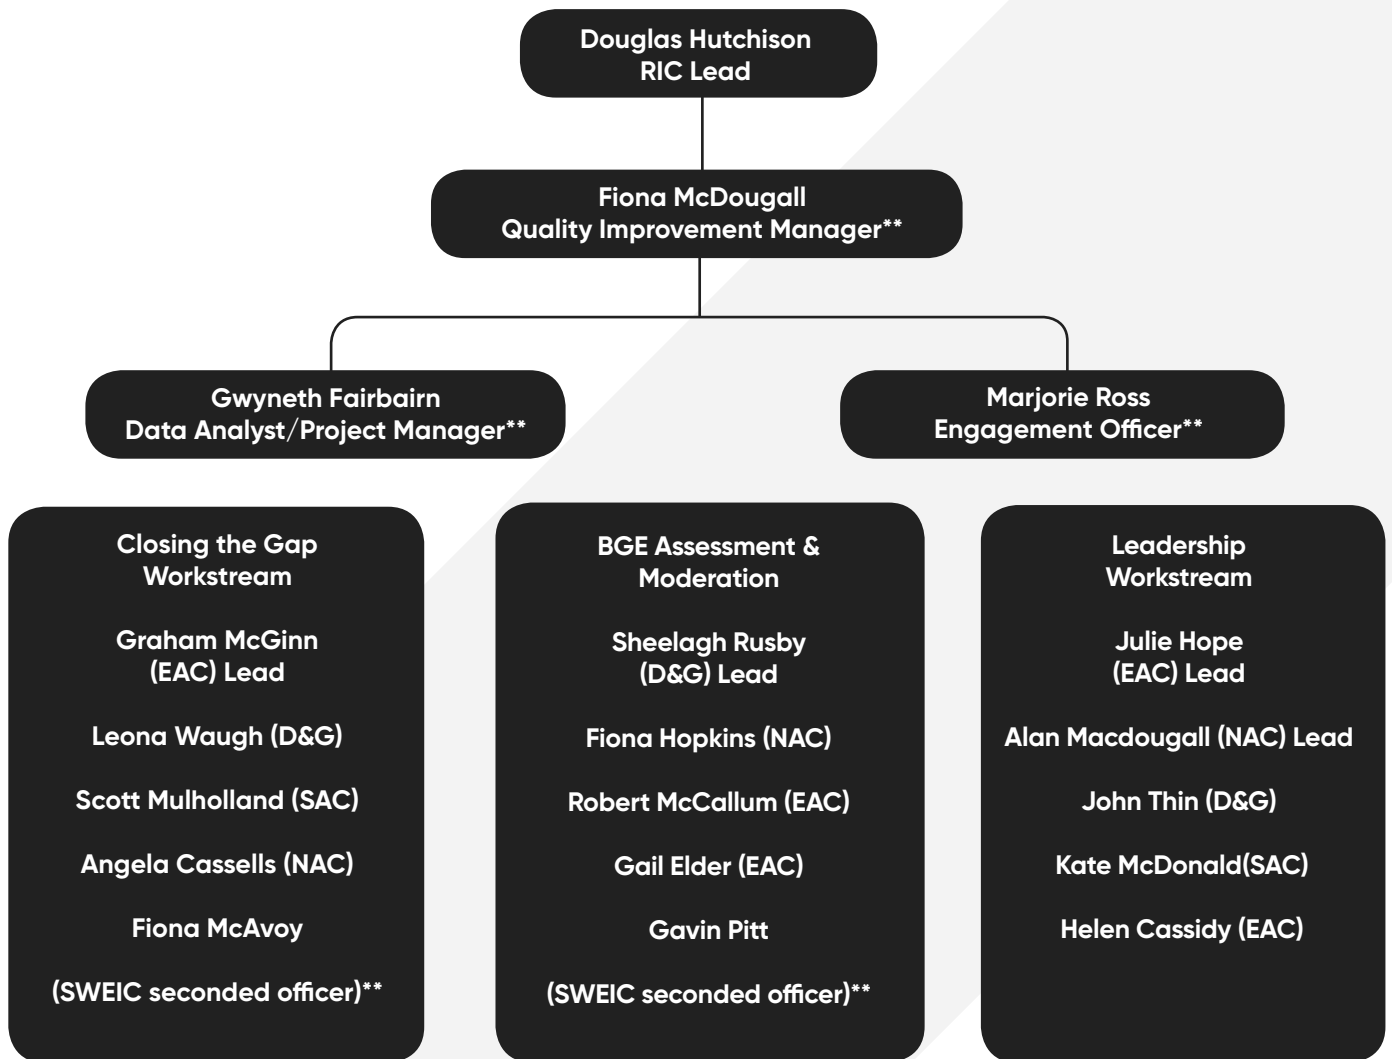 Douglas Hutchison
RIC Lead
Fiona McDougall
Quality Improvement Manager**
Gwyneth Fairbairn
Data Analyst/Project Manager**
Marjorie Ross
Engagement Officer**
Closing the Gap
Workstream
Graham McGinn
(EAC) Lead
Leona Waugh (D&G)
Scott Mulholland (SAC)
Angela Cassells (NAC)
Fiona McAvoy
(SWEIC seconded officer)**
BGE Assessment &
Moderation
Sheelagh Rusby
(D&G) Lead
Fiona Hopkins (NAC)
Robert McCallum (EAC)
Gail Elder (EAC)
Gavin Pitt
(SWEIC seconded officer)**
Leadership
Workstream
Julie Hope
(EAC) Lead
Alan Macdougall (NAC) Lead
John Thin (D&G)
Kate McDonald(SAC)
Helen Cassidy (EAC)